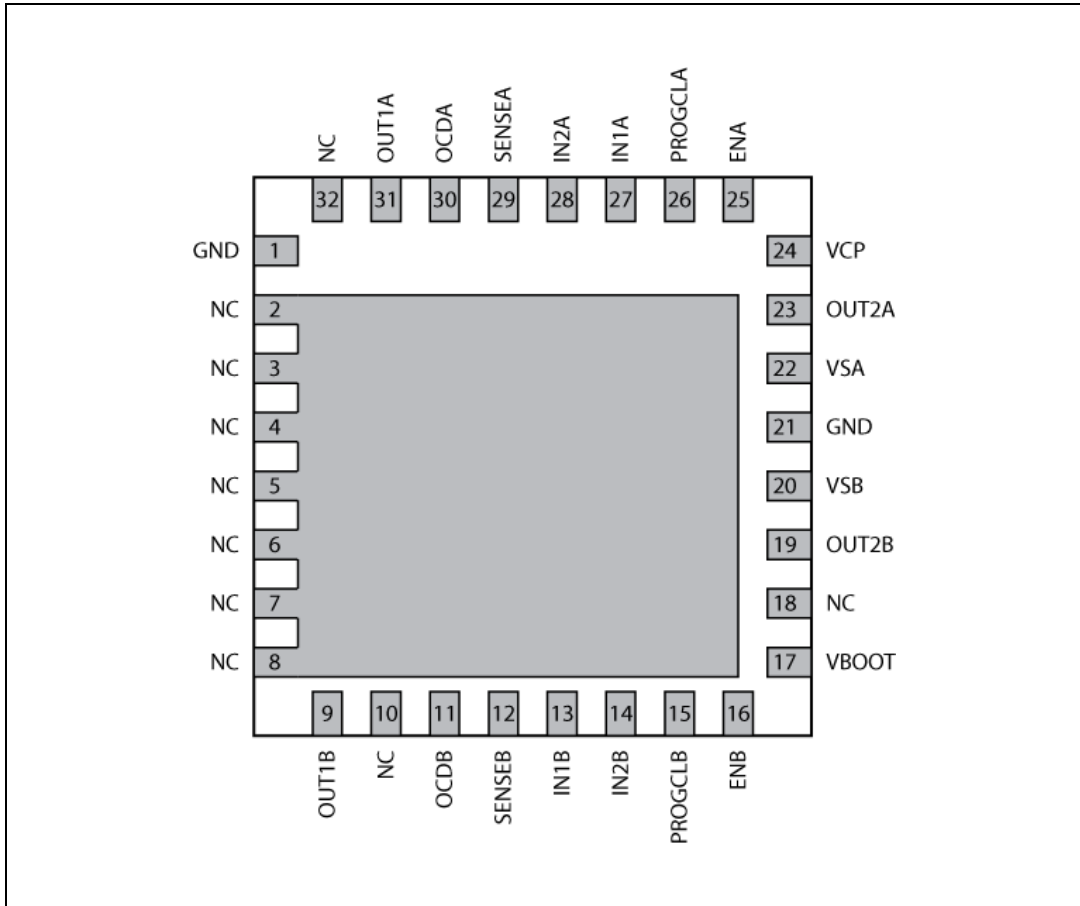 NC
OUT1A
OCDA
SENSEA
IN2A
IN1A
PROGCLA
ENA
32
31
30
29
28
27
26
25
GND 1
24 VCP
NC 2
23 OUT2A
NC 3
22 VSA
NC 4
21 GND
NC 5
20 VSB
NC 6
19 OUT2B
NC 7
18 NC
NC 8
17 VBOOT
9
10
11
12
13
14
15
16
OUT1B
NC
OCDB
SENSEB
IN1B
IN2B
PROGCLB
ENB